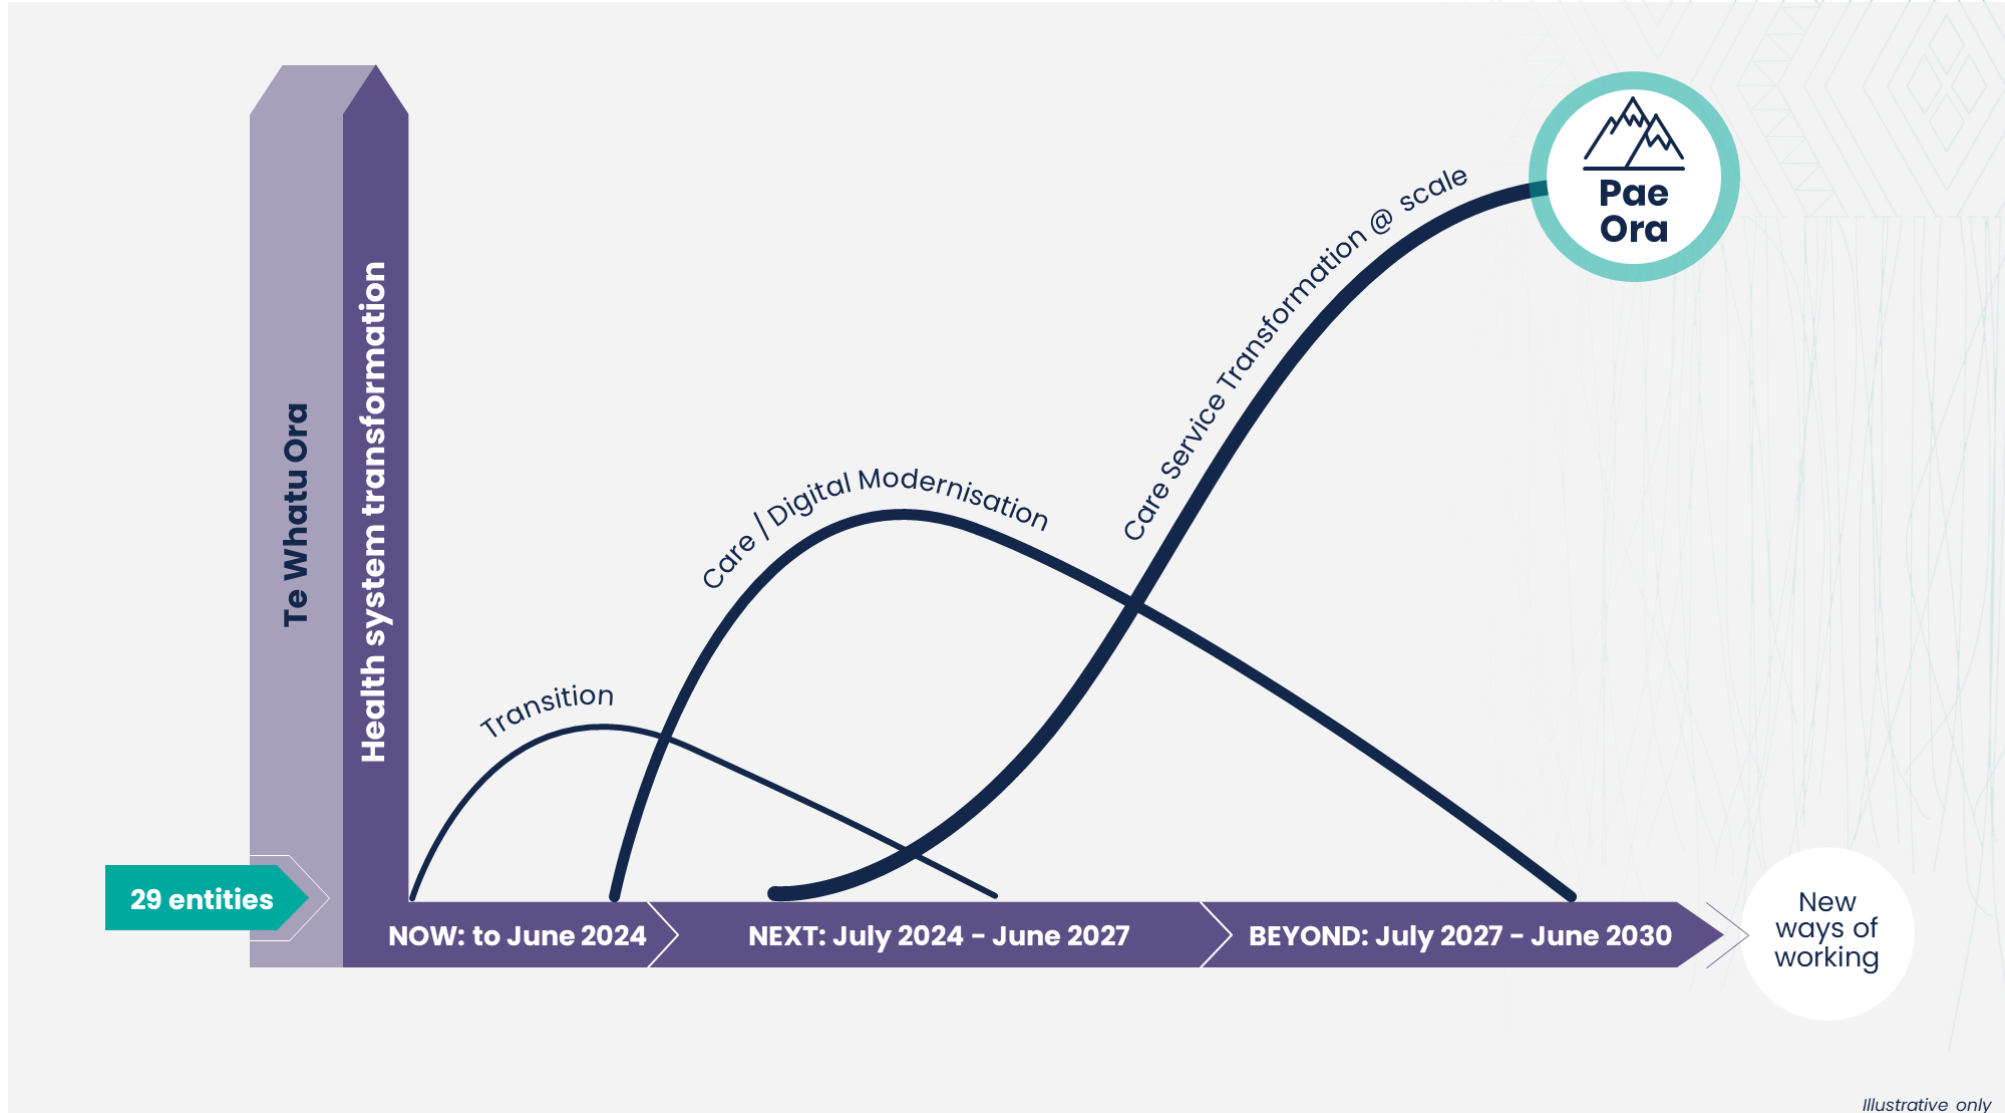 Te Whatu Ora
Health system transformation
29 entities
Transition
Care / Digital Modernisation
Care Service Transformation @ scale
Pae
Ora
NOW: to June 2024
NEXT: July 2024 - June 2027
BEYOND: July 2027 - June 2030
New
ways of
working
Illustrative only